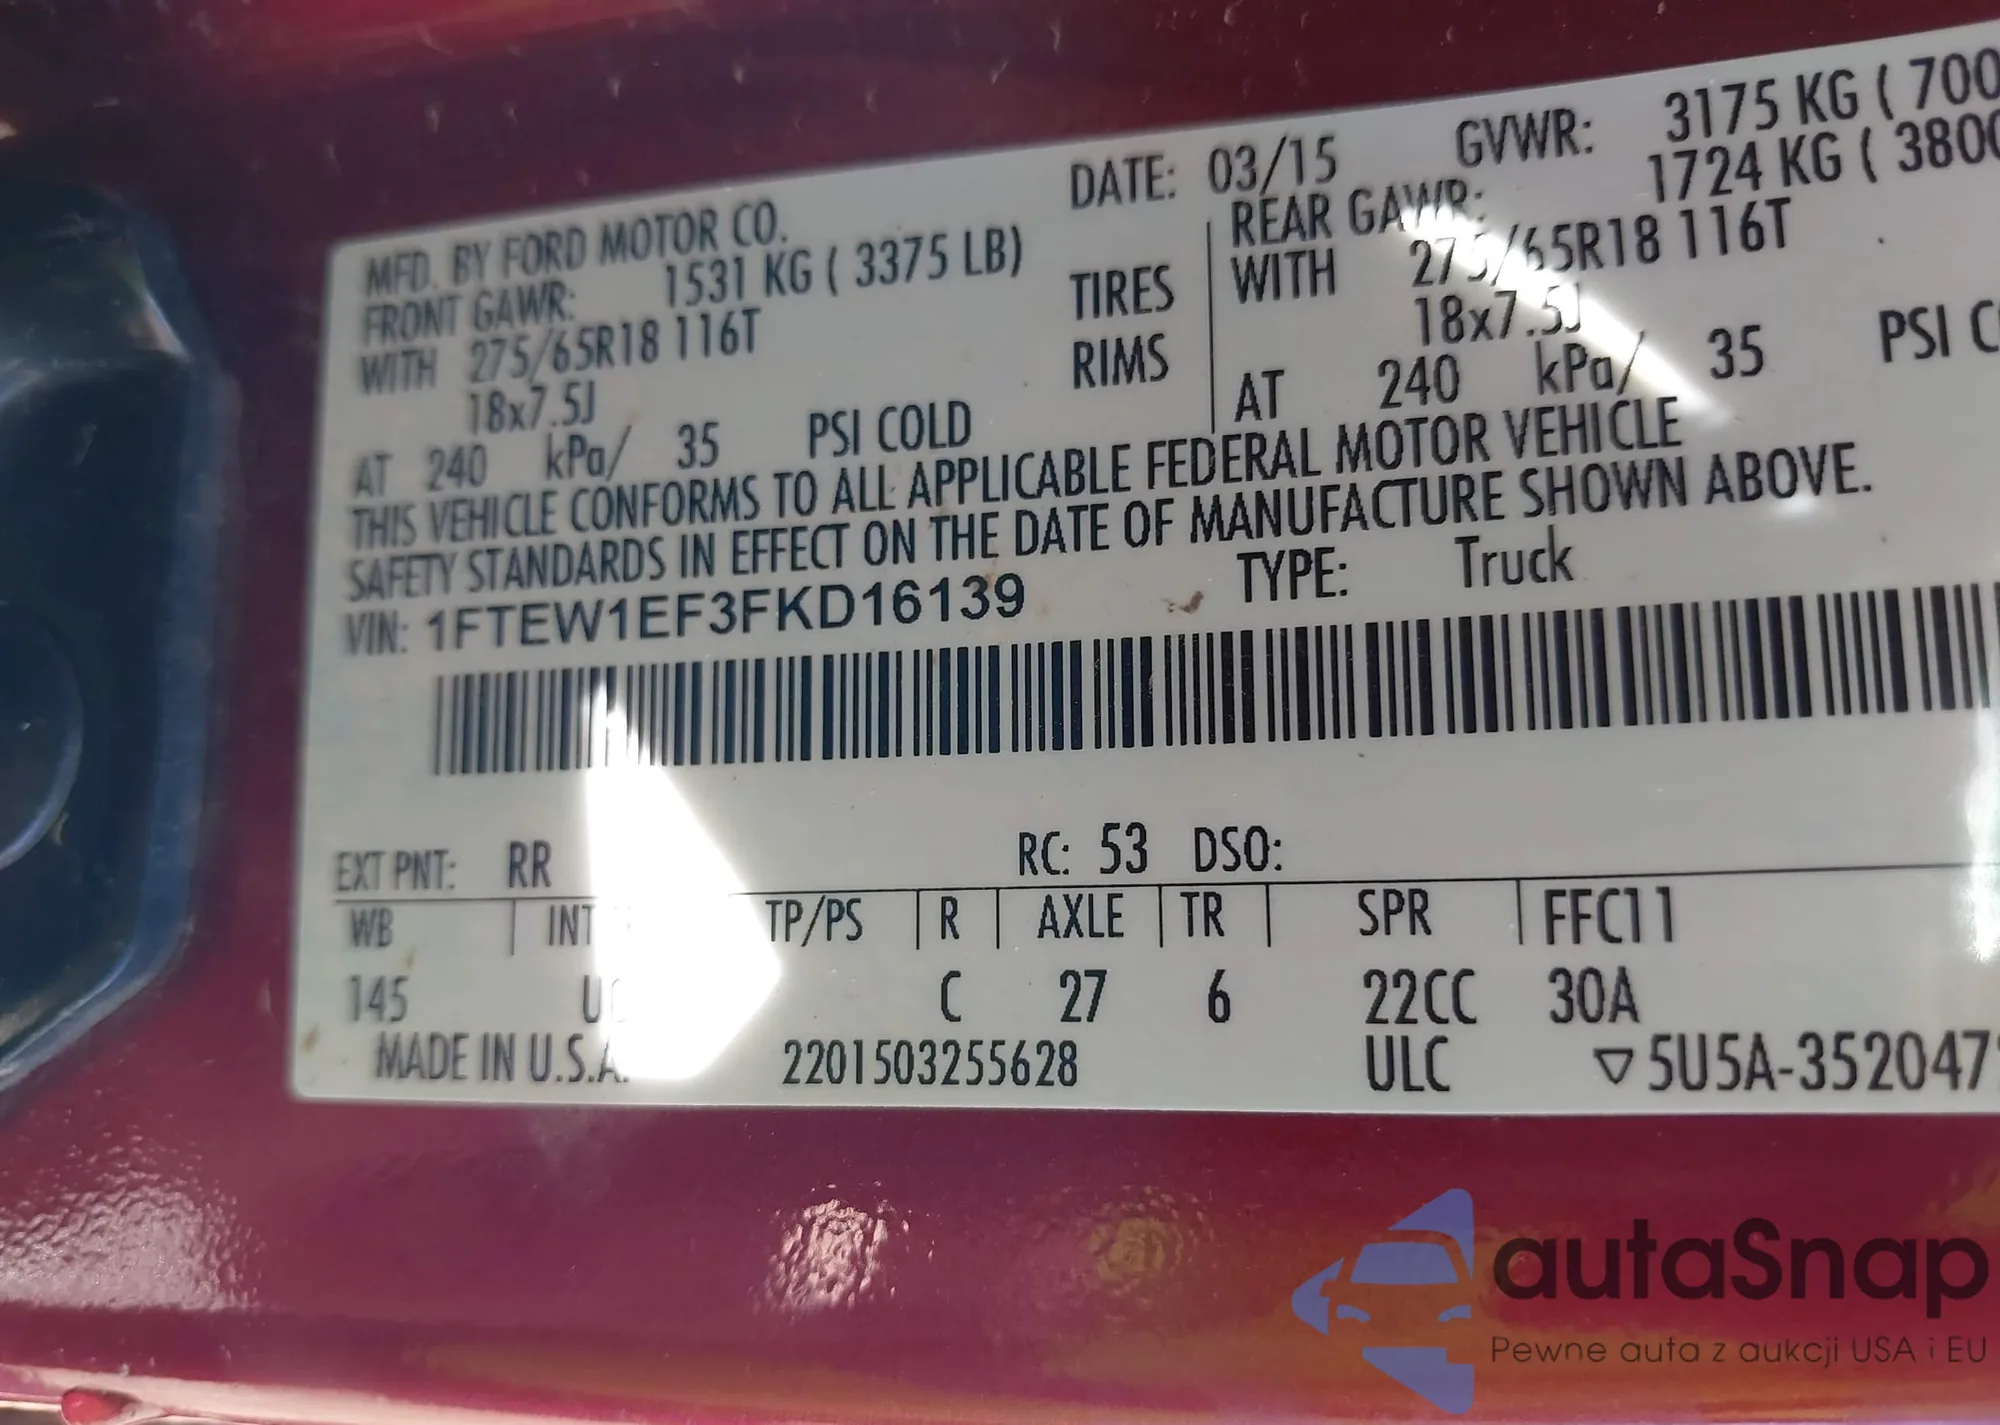 MFD. BY FORD MOTOR CO. DATE: 03/15 GVWR: 3175 KG ( 700
FRONT GAWR: 1531 KG ( 3375 LB) REAR GAWR: 1724 KG ( 3800
WITH 275/65R18 116T TIRES WITH 275/65R18 116T
18x7.5J RIMS 18x7.5J
AT 240 kPa/ 35 PSI COLD AT 240 kPa/ 35 PSI C
THIS VEHICLE CONFORMS TO ALL APPLICABLE FEDERAL MOTOR VEHICLE
SAFETY STANDARDS IN EFFECT ON THE DATE OF MANUFACTURE SHOWN ABOVE.
VIN: 1FTEW1EF3FKD16139 TYPE: Truck
EXT PNT: RR RC: 53 DSO:
WB INT TP/PS R AXLE TR SPR FFC11
145 C 27 6 22CC 30A
MADE IN U.S.A. 2201503255628 ULC ▽5U5A-352047
autaSnap
Pewne auta z aukcji USA i EU